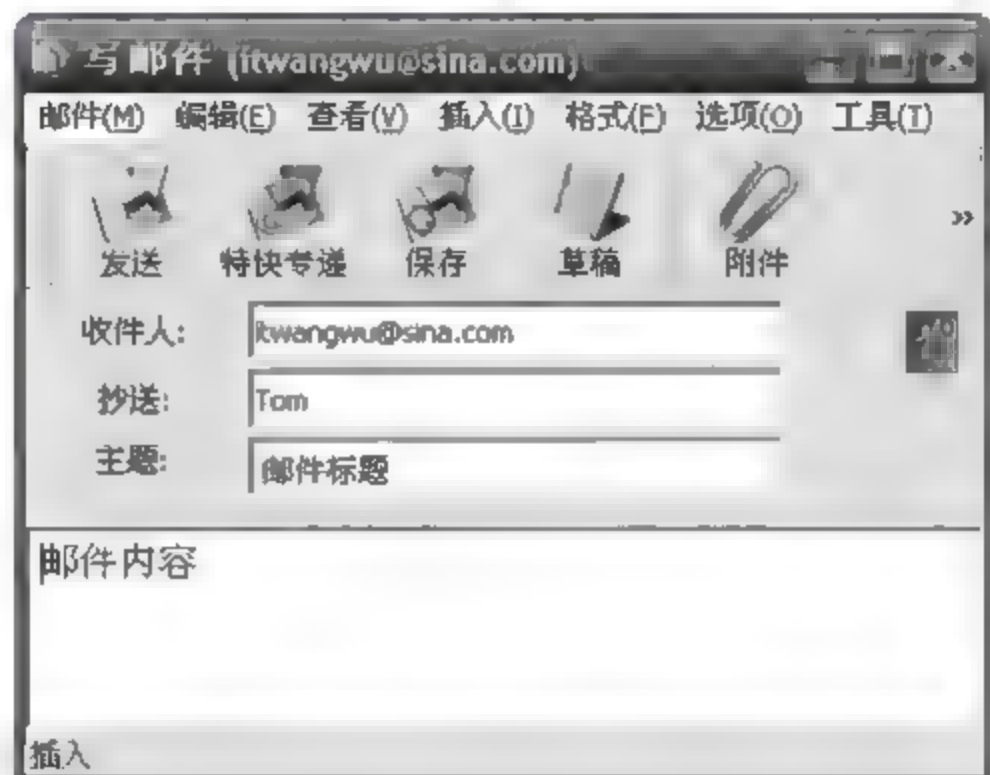 写邮件 (itwangwu@sina.com)
邮件(M) 编辑(E) 查看(V) 插入(I) 格式(F) 选项(O) 工具(T)
发送 特快专递 保存 草稿 附件 »
收件人: itwangwu@sina.com
抄送: Tom
主题: 邮件标题
邮件内容
插入